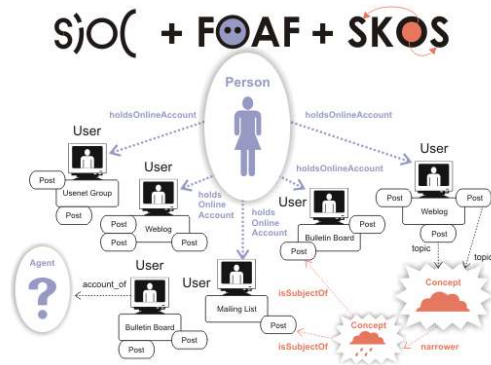 SIOC + FOAF + SKOS
Person
holdsOnlineAccount
holdsOnlineAccount
User
User
Post
Usenet Group
Post
User
holds
Online
Account
holdsOnlineAccount
User
Post
Weblog
Post
Post
Post
Weblog
Post
Post
holds
Online
Account
Bulletin Board
Post
Post
topic
topic
Agent
?
account_of
User
User
Concept
isSubjectOf
Mailing List
Bulletin Board
Post
Post
Post
Concept
isSubjectOf
narrower